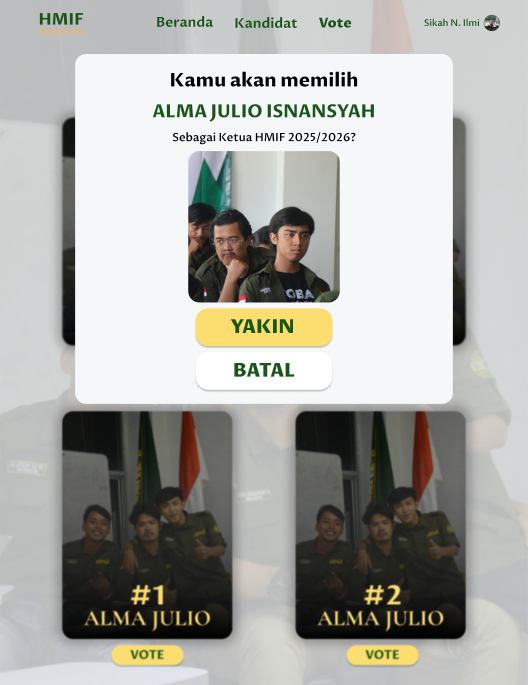 HMIF
Beranda
Kandidat
Vote
Sikah N. Ilmi
Kamu akan memilih
ALMA JULIO ISNANSYAH
Sebagai Ketua HMIF 2025/2026?
YAKIN
BATAL
#1
ALMA JULIO
#2
ALMA JULIO
VOTE
VOTE